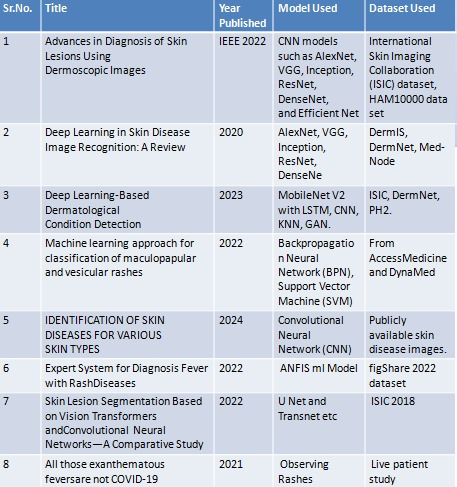 Sr.No. Title Year Published Model Used Dataset Used
1 Advances in Diagnosis of Skin Lesions Using Dermoscopic Images IEEE 2022 CNN models such as AlexNet, VGG, Inception, ResNet, DenseNet, and Efficient Net International Skin Imaging Collaboration (ISIC) dataset, HAM10000 data set
2 Deep Learning in Skin Disease Image Recognition: A Review 2020 AlexNet, VGG, Inception, ResNet, DenseNe DermIS, DermNet, Med-Node
3 Deep Learning-Based Dermatological Condition Detection 2023 MobileNet V2 with LSTM, CNN, KNN, GAN. ISIC, DermNet, PH2.
4 Machine learning approach for classification of maculopapular and vesicular rashes 2022 Backpropagatio n Neural Network (BPN), Support Vector Machine (SVM) From AccessMedicine and DynaMed
5 IDENTIFICATION OF SKIN DISEASES FOR VARIOUS SKIN TYPES 2024 Convolutional Neural Network (CNN) Publicly available skin disease images.
6 Expert System for Diagnosis Fever with RashDiseases 2022 ANFIS ml Model figShare 2022 dataset
7 Skin Lesion Segmentation Based on Vision Transformers andConvolutional Neural Networks—A Comparative Study 2022 U Net and Transnet etc ISIC 2018
8 All those exanthematous feversare not COVID-19 2021 Observing Rashes Live patient study